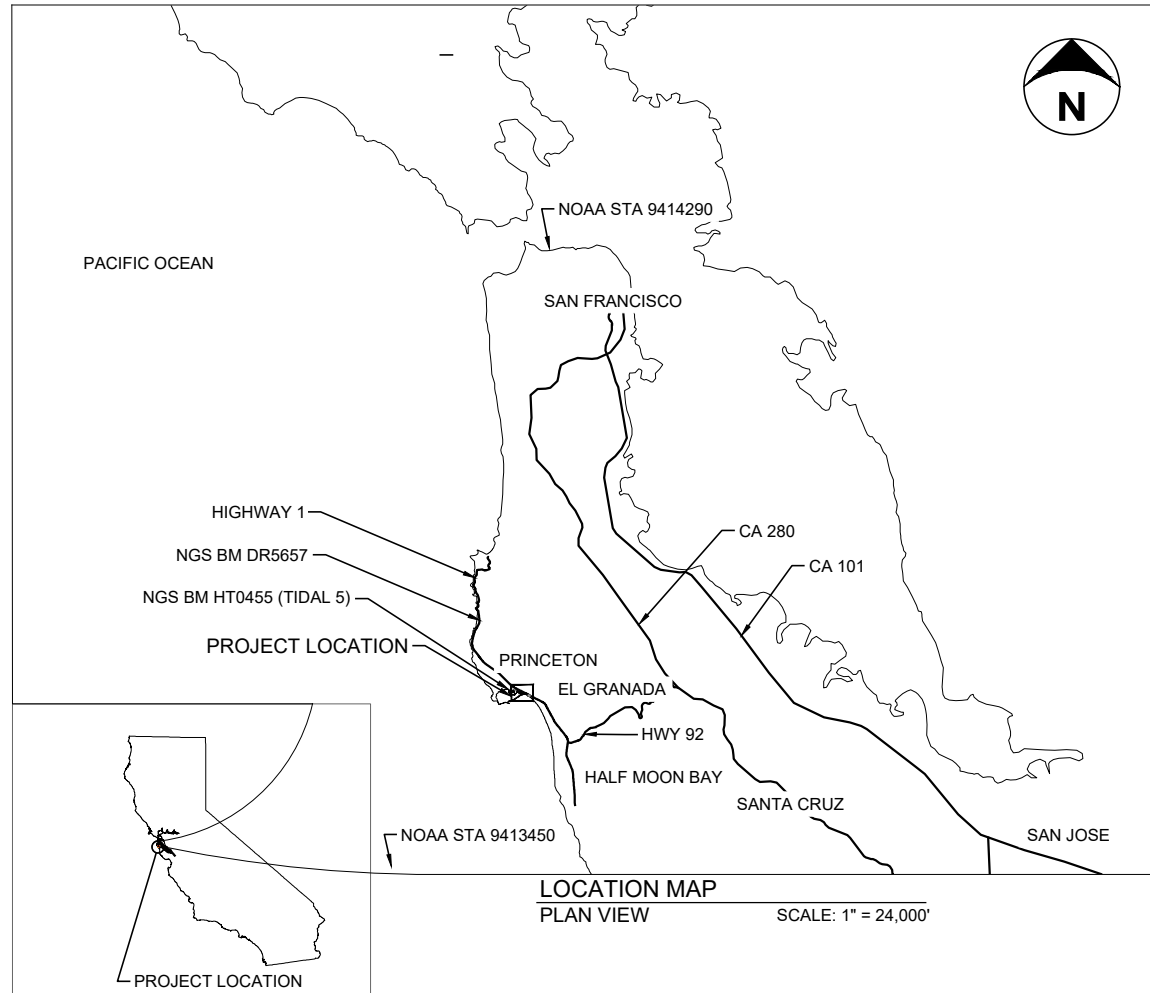 N
NOAA STA 9414290
PACIFIC OCEAN
SAN FRANCISCO
HIGHWAY 1
CA 280
NGS BM DR5657
CA 101
NGS BM HT0455 (TIDAL 5)
PROJECT LOCATION
PRINCETON
EL GRANADA
HWY 92
HALF MOON BAY
SANTA CRUZ
NOAA STA 9413450
SAN JOSE
LOCATION MAP
PLAN VIEW SCALE: 1" = 24,000'
PROJECT LOCATION